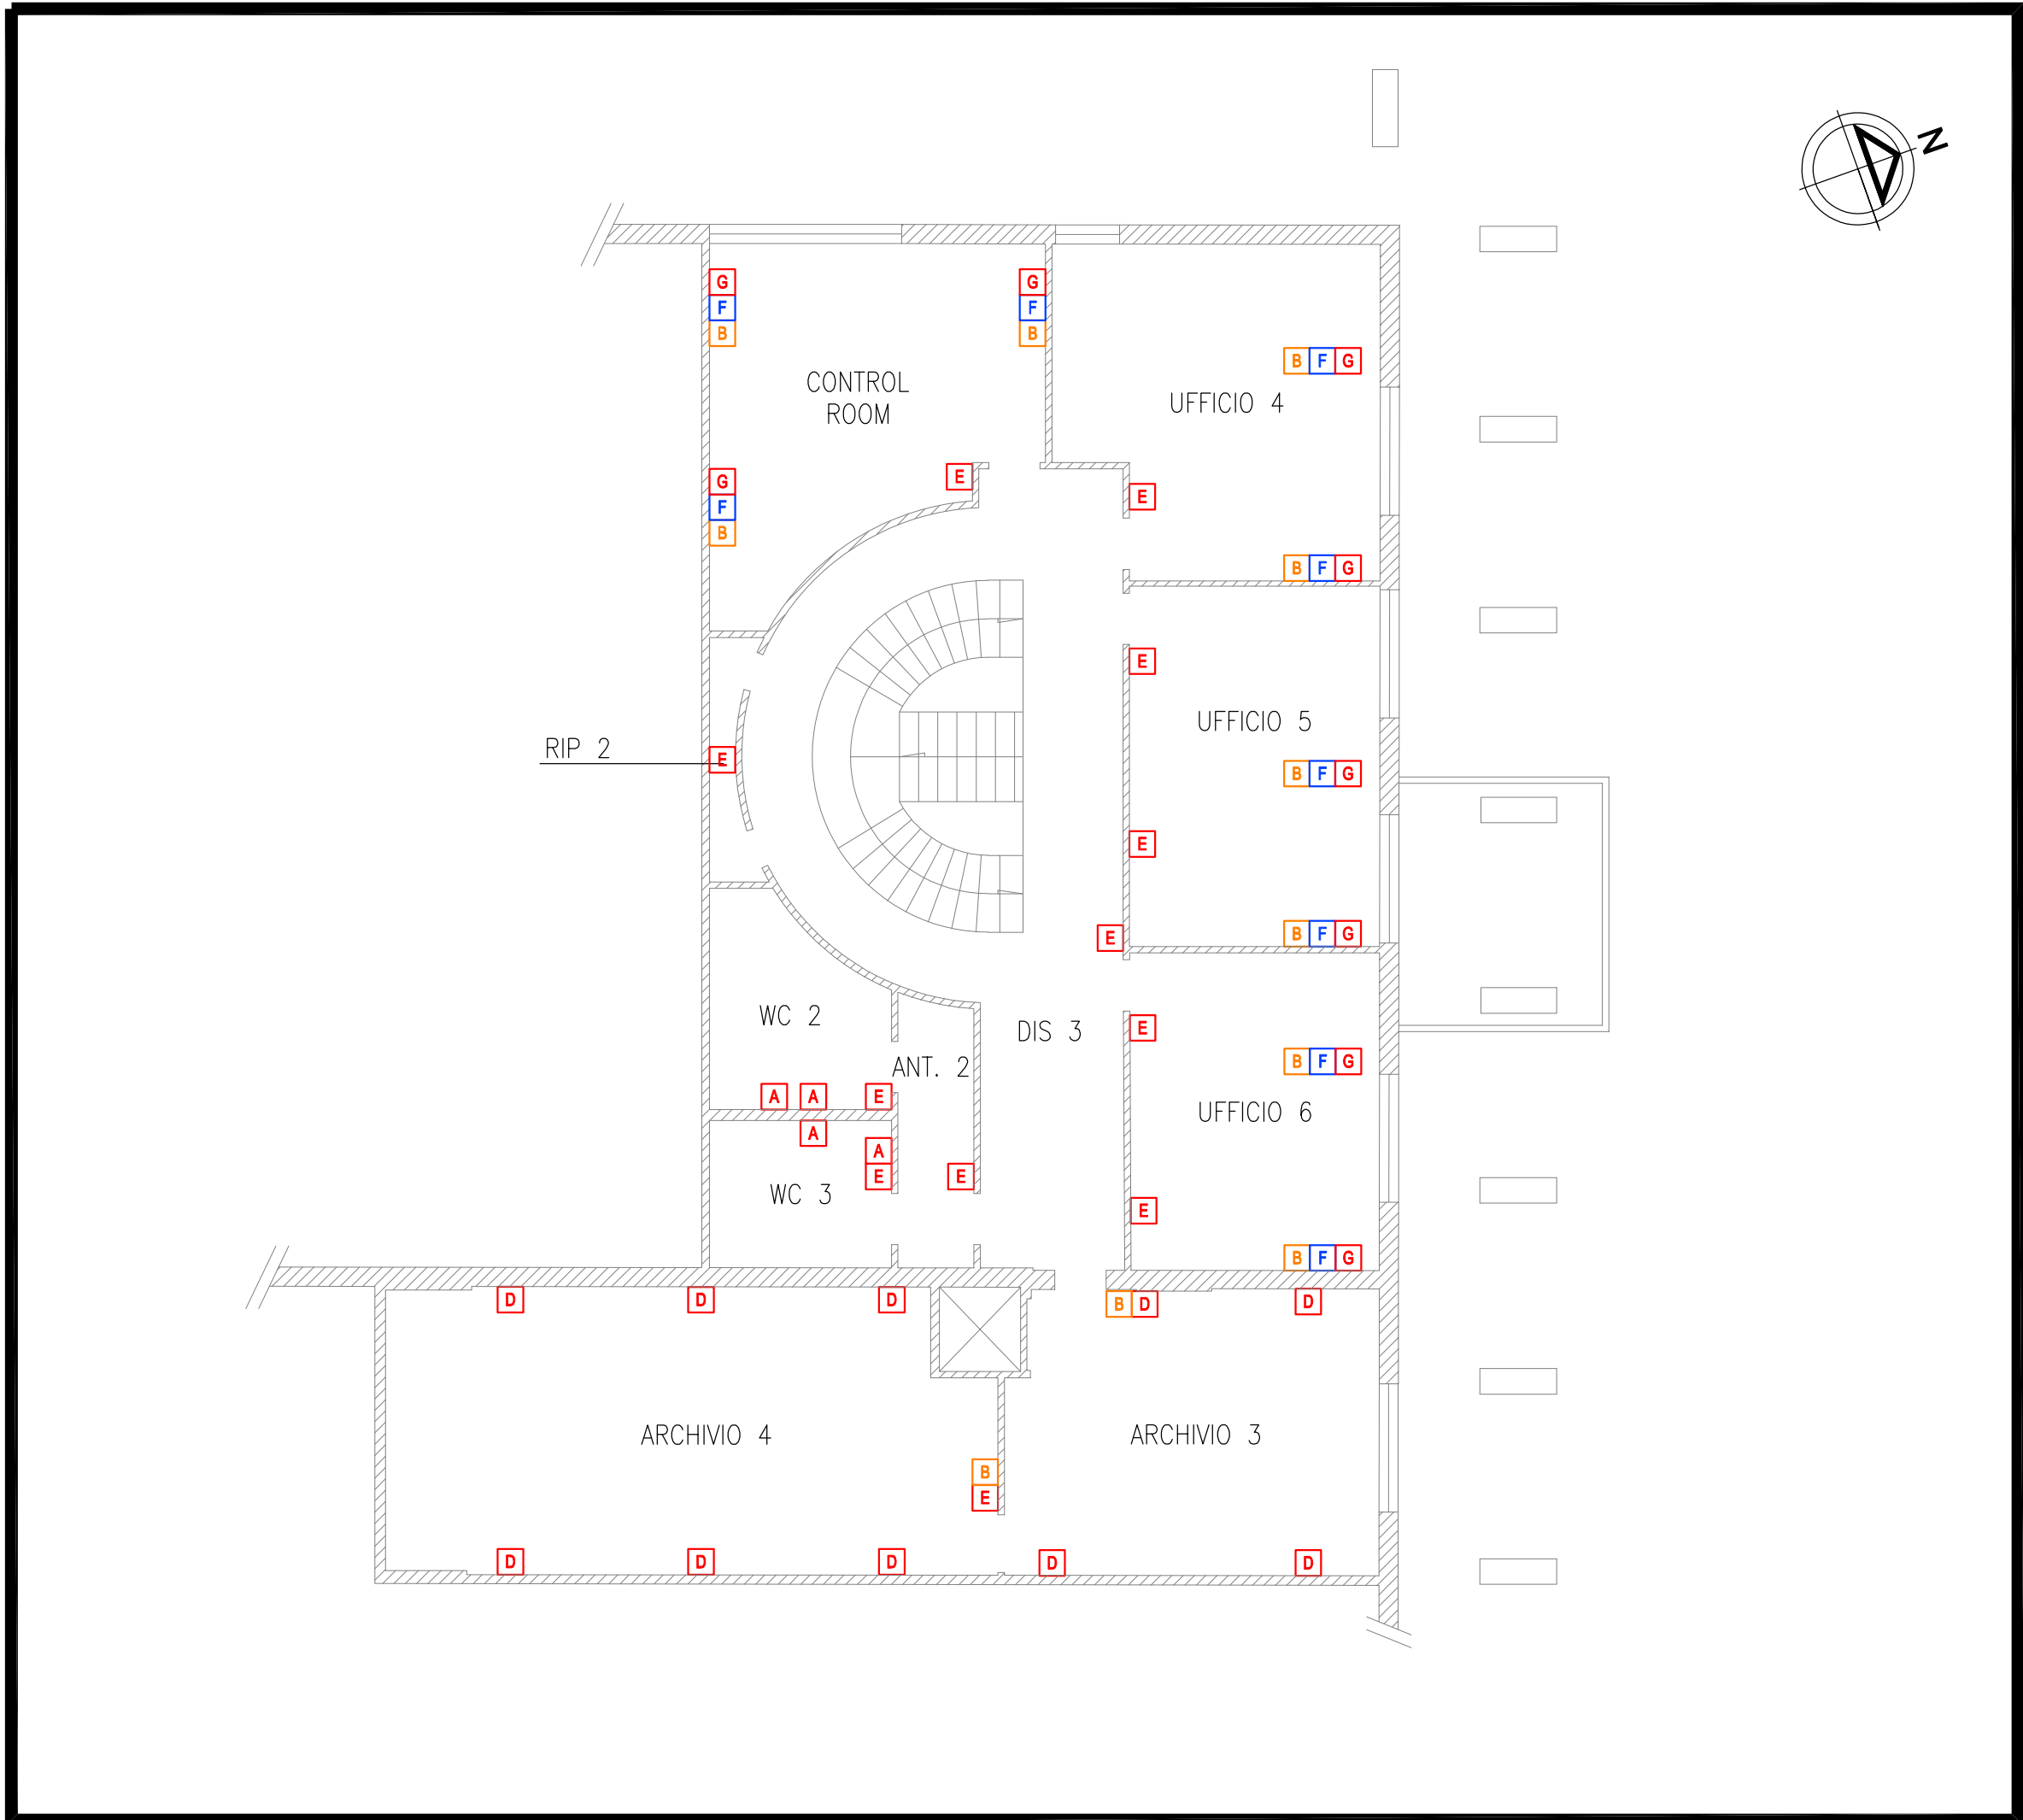 N
G
G
F
F
B
B
B F G
CONTROL
ROOM
UFFICIO 4
E
G
F
B
E
B F G
E
UFFICIO 5
RIP 2
E
B F G
E
E
B F G
WC 2
DIS 3
E
ANT. 2
B F G
A
A
E
UFFICIO 6
A
A
E
E
WC 3
E
B F G
D
D
D
B D
D
ARCHIVIO 4
ARCHIVIO 3
B
E
D
D
D
D
D